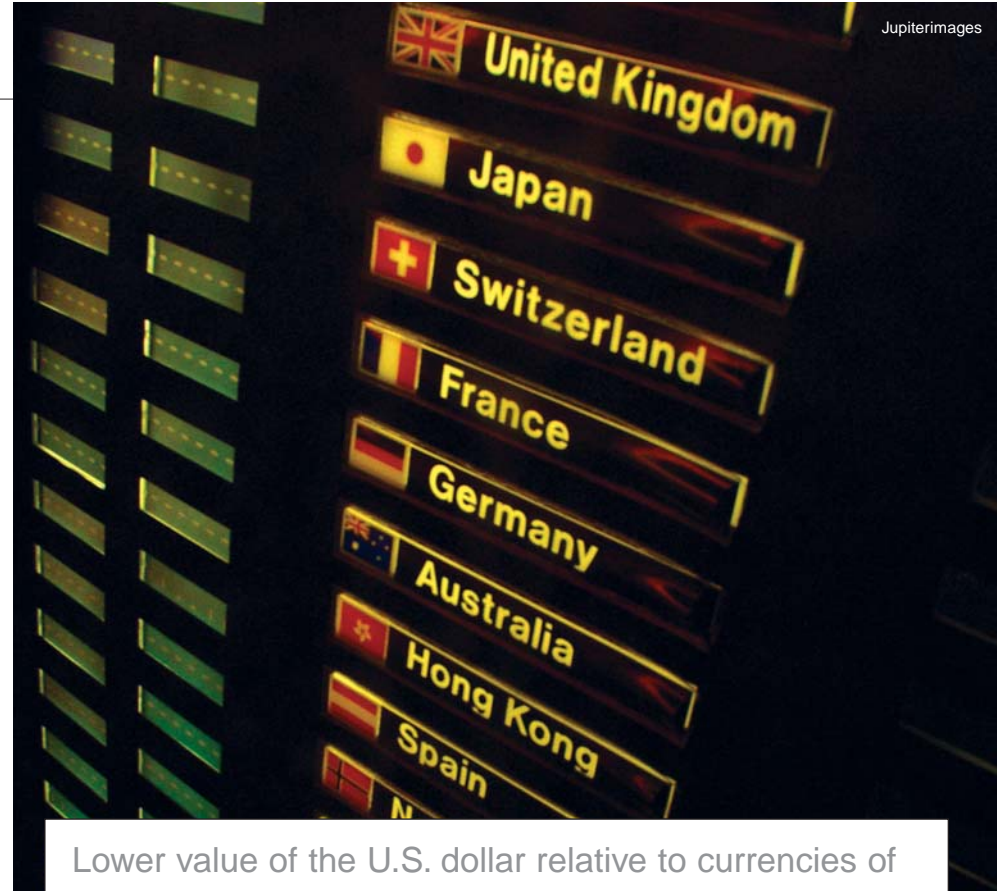 Jupiterimages
United Kingdom
Japan
Switzerland
France
Germany
Australia
Hong Kong
Spain
N
Lower value of the U.S. dollar relative to currencies of